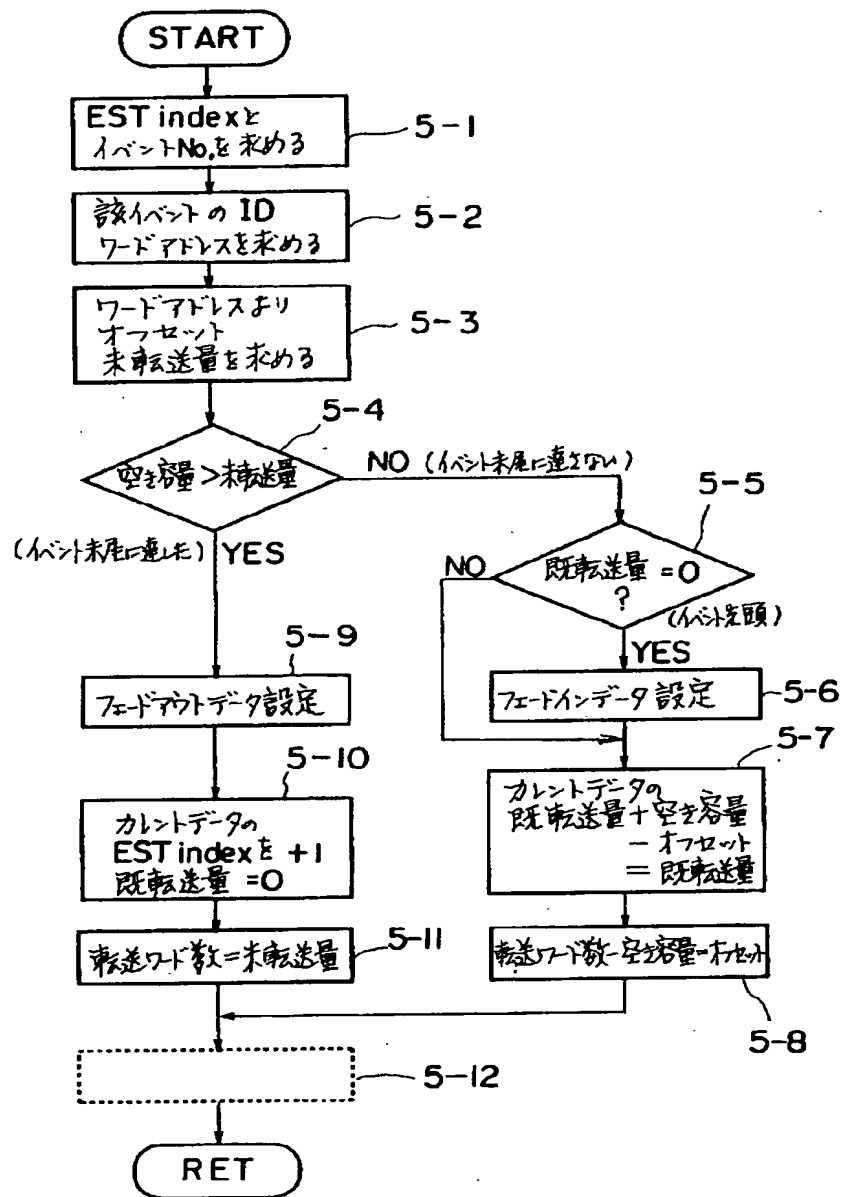 START
EST indexと
イベントNo.を求める
5-1
該イベントの ID
ワードアドレスを求める
5-2
ワードアドレスより
オフセット
未転送量を求める
5-3
5-4
空き容量>未転送量
NO (イベント末尾に達さない)
(イベント末尾に達した) YES
5-5
既転送量=0
?
(イベント先頭)
NO
YES
フェードインデータ設定
5-6
5-7
カレントデータの
既転送量+空き容量
-オフセット
=既転送量
転送ワード数=空き容量-オフセット
5-8
5-9
フェードアウトデータ設定
5-10
カレントデータの
EST indexを +1
既転送量=0
転送ワード数=未転送量
5-11
5-12
RET